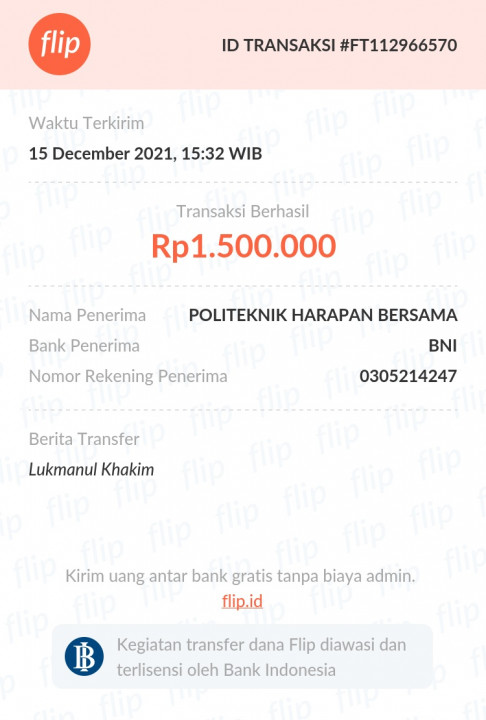 flip
ID TRANSAKSI #FT112966570
Waktu Terkirim
15 December 2021, 15:32 WIB
Transaksi Berhasil
Rp1.500.000
Nama Penerima POLITEKNIK HARAPAN BERSAMA
Bank Penerima BNI
Nomor Rekening Penerima 0305214247
Berita Transfer
Lukmanul Khakim
Kirim uang antar bank gratis tanpa biaya admin.
flip.id
Kegiatan transfer dana Flip diawasi dan
terlisensi oleh Bank Indonesia